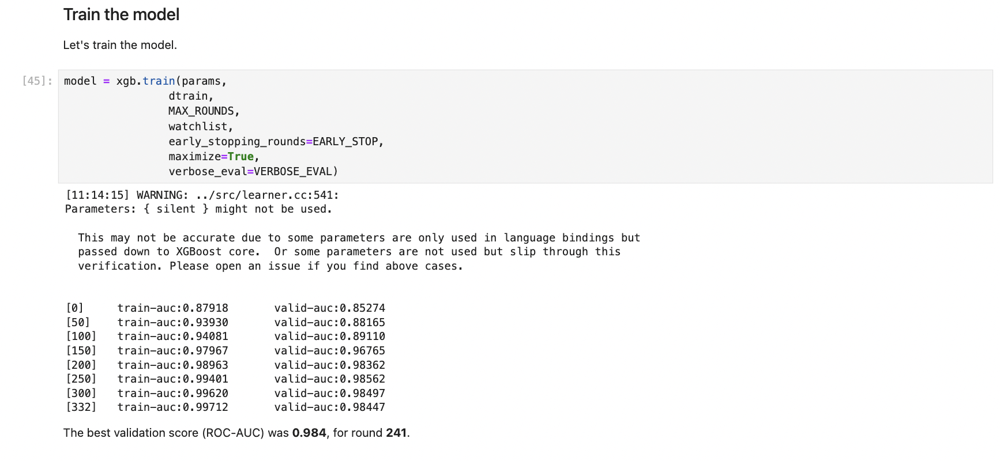 Train the model
Let's train the model.
[45]: model = xgb.train(params,
                dtrain,
                MAX_ROUNDS,
                watchlist,
                early_stopping_rounds=EARLY_STOP,
                maximize=True,
                verbose_eval=VERBOSE_EVAL)
[11:14:15] WARNING: ../src/learner.cc:541:
Parameters: { silent } might not be used.
  This may not be accurate due to some parameters are only used in language bindings but
  passed down to XGBoost core.  Or some parameters are not used but slip through this
  verification. Please open an issue if you find above cases.
[0]     train-auc:0.87918       valid-auc:0.85274
[50]    train-auc:0.93930       valid-auc:0.88165
[100]   train-auc:0.94081       valid-auc:0.89110
[150]   train-auc:0.97967       valid-auc:0.96765
[200]   train-auc:0.98963       valid-auc:0.98362
[250]   train-auc:0.99401       valid-auc:0.98562
[300]   train-auc:0.99620       valid-auc:0.98497
[332]   train-auc:0.99712       valid-auc:0.98447
The best validation score (ROC-AUC) was 0.984, for round 241.